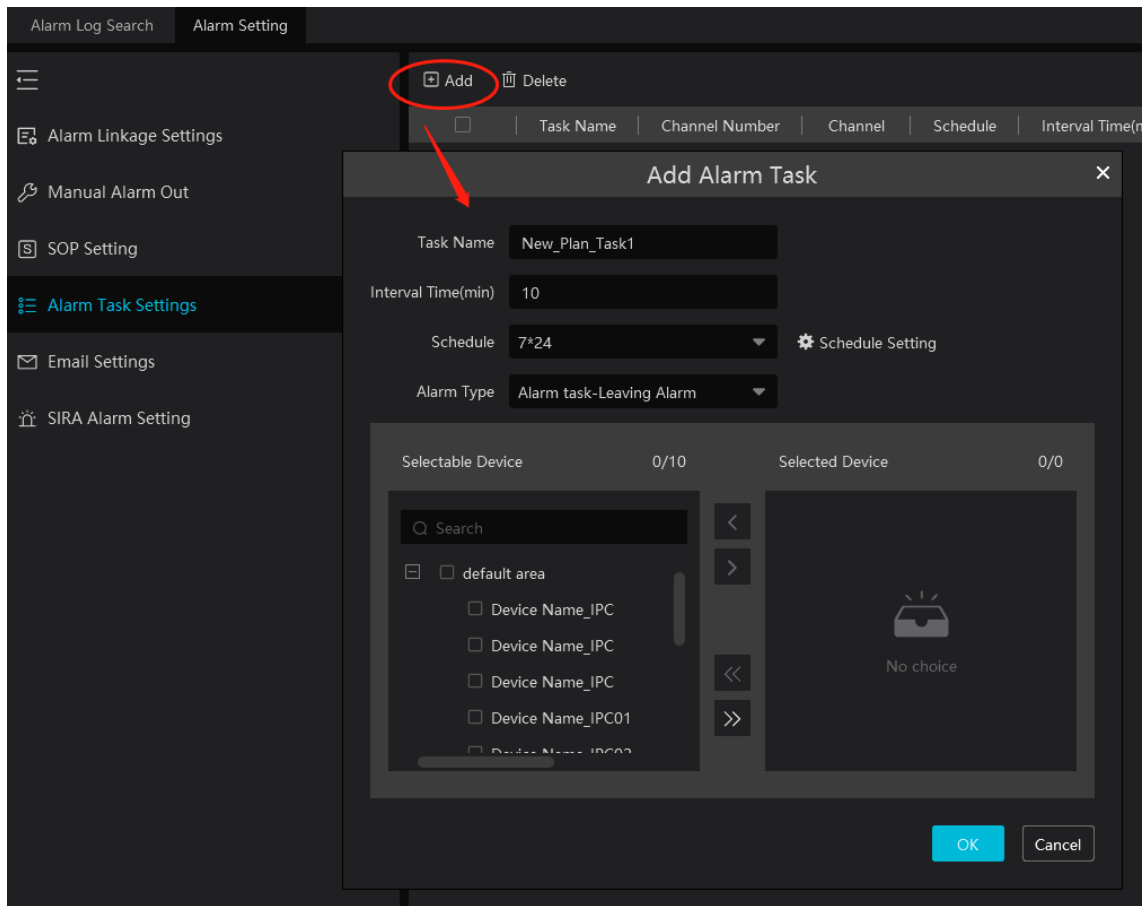 Alarm Log Search Alarm Setting
Add Delete
Alarm Linkage Settings
Manual Alarm Out
SOP Setting
Alarm Task Settings
Email Settings
SIRA Alarm Setting
Task Name Channel Number Channel Schedule Interval
Add Alarm Task
Task Name New_Plan_Task1
Interval Time(min) 10
Schedule 7*24 Schedule Setting
Alarm Type Alarm task-Leaving Alarm
Selectable Device 0/10 Selected Device 0/0
Search
default area
Device Name_IPC
Device Name_IPC
Device Name_IPC
Device Name_IPC01
No choice
OK Cancel